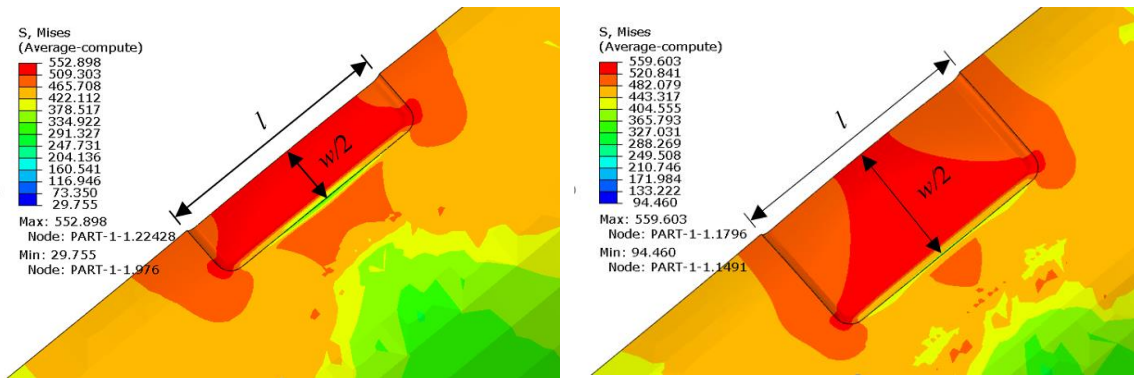 S, Mises
(Average-compute)
552.898
509.303
465.708
422.112
378.517
334.922
291.327
247.731
204.136
160.541
116.946
73.350
29.755
Max: 552.898
Node: PART-1-1.22428
Min: 29.755
Node: PART-1-1.976
l
w/2
S, Mises
(Average-compute)
559.603
520.841
482.079
443.317
404.555
365.793
327.031
288.269
249.508
210.746
171.984
133.222
94.460
Max: 559.603
Node: PART-1-1.1796
Min: 94.460
Node: PART-1-1.1491
l
w/2